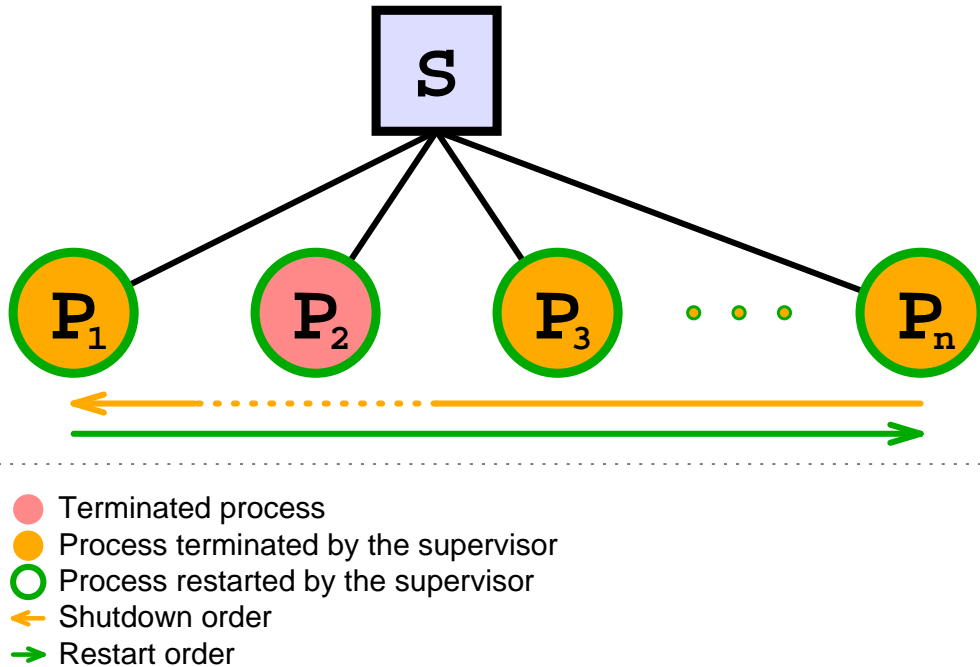 S
P1 P2 P3 Pn
Terminated process
Process terminated by the supervisor
Process restarted by the supervisor
Shutdown order
Restart order